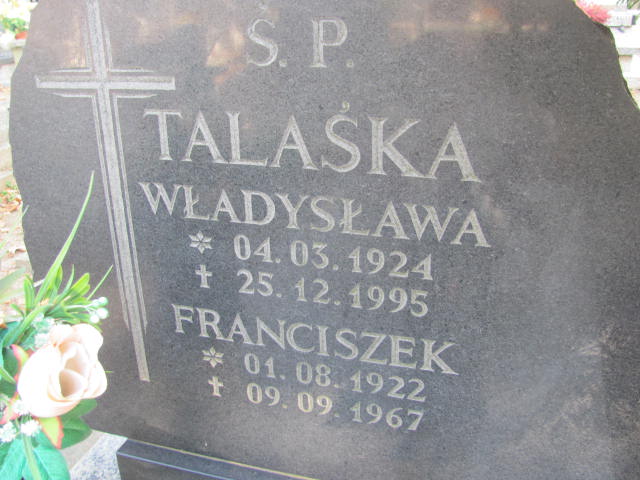 Ś. P.
TALAŚKA
WŁADYSŁAWA
* 04. 03. 1924
† 25. 12. 1995
FRANCISZEK
* 01. 08. 1922
† 09. 09. 1967